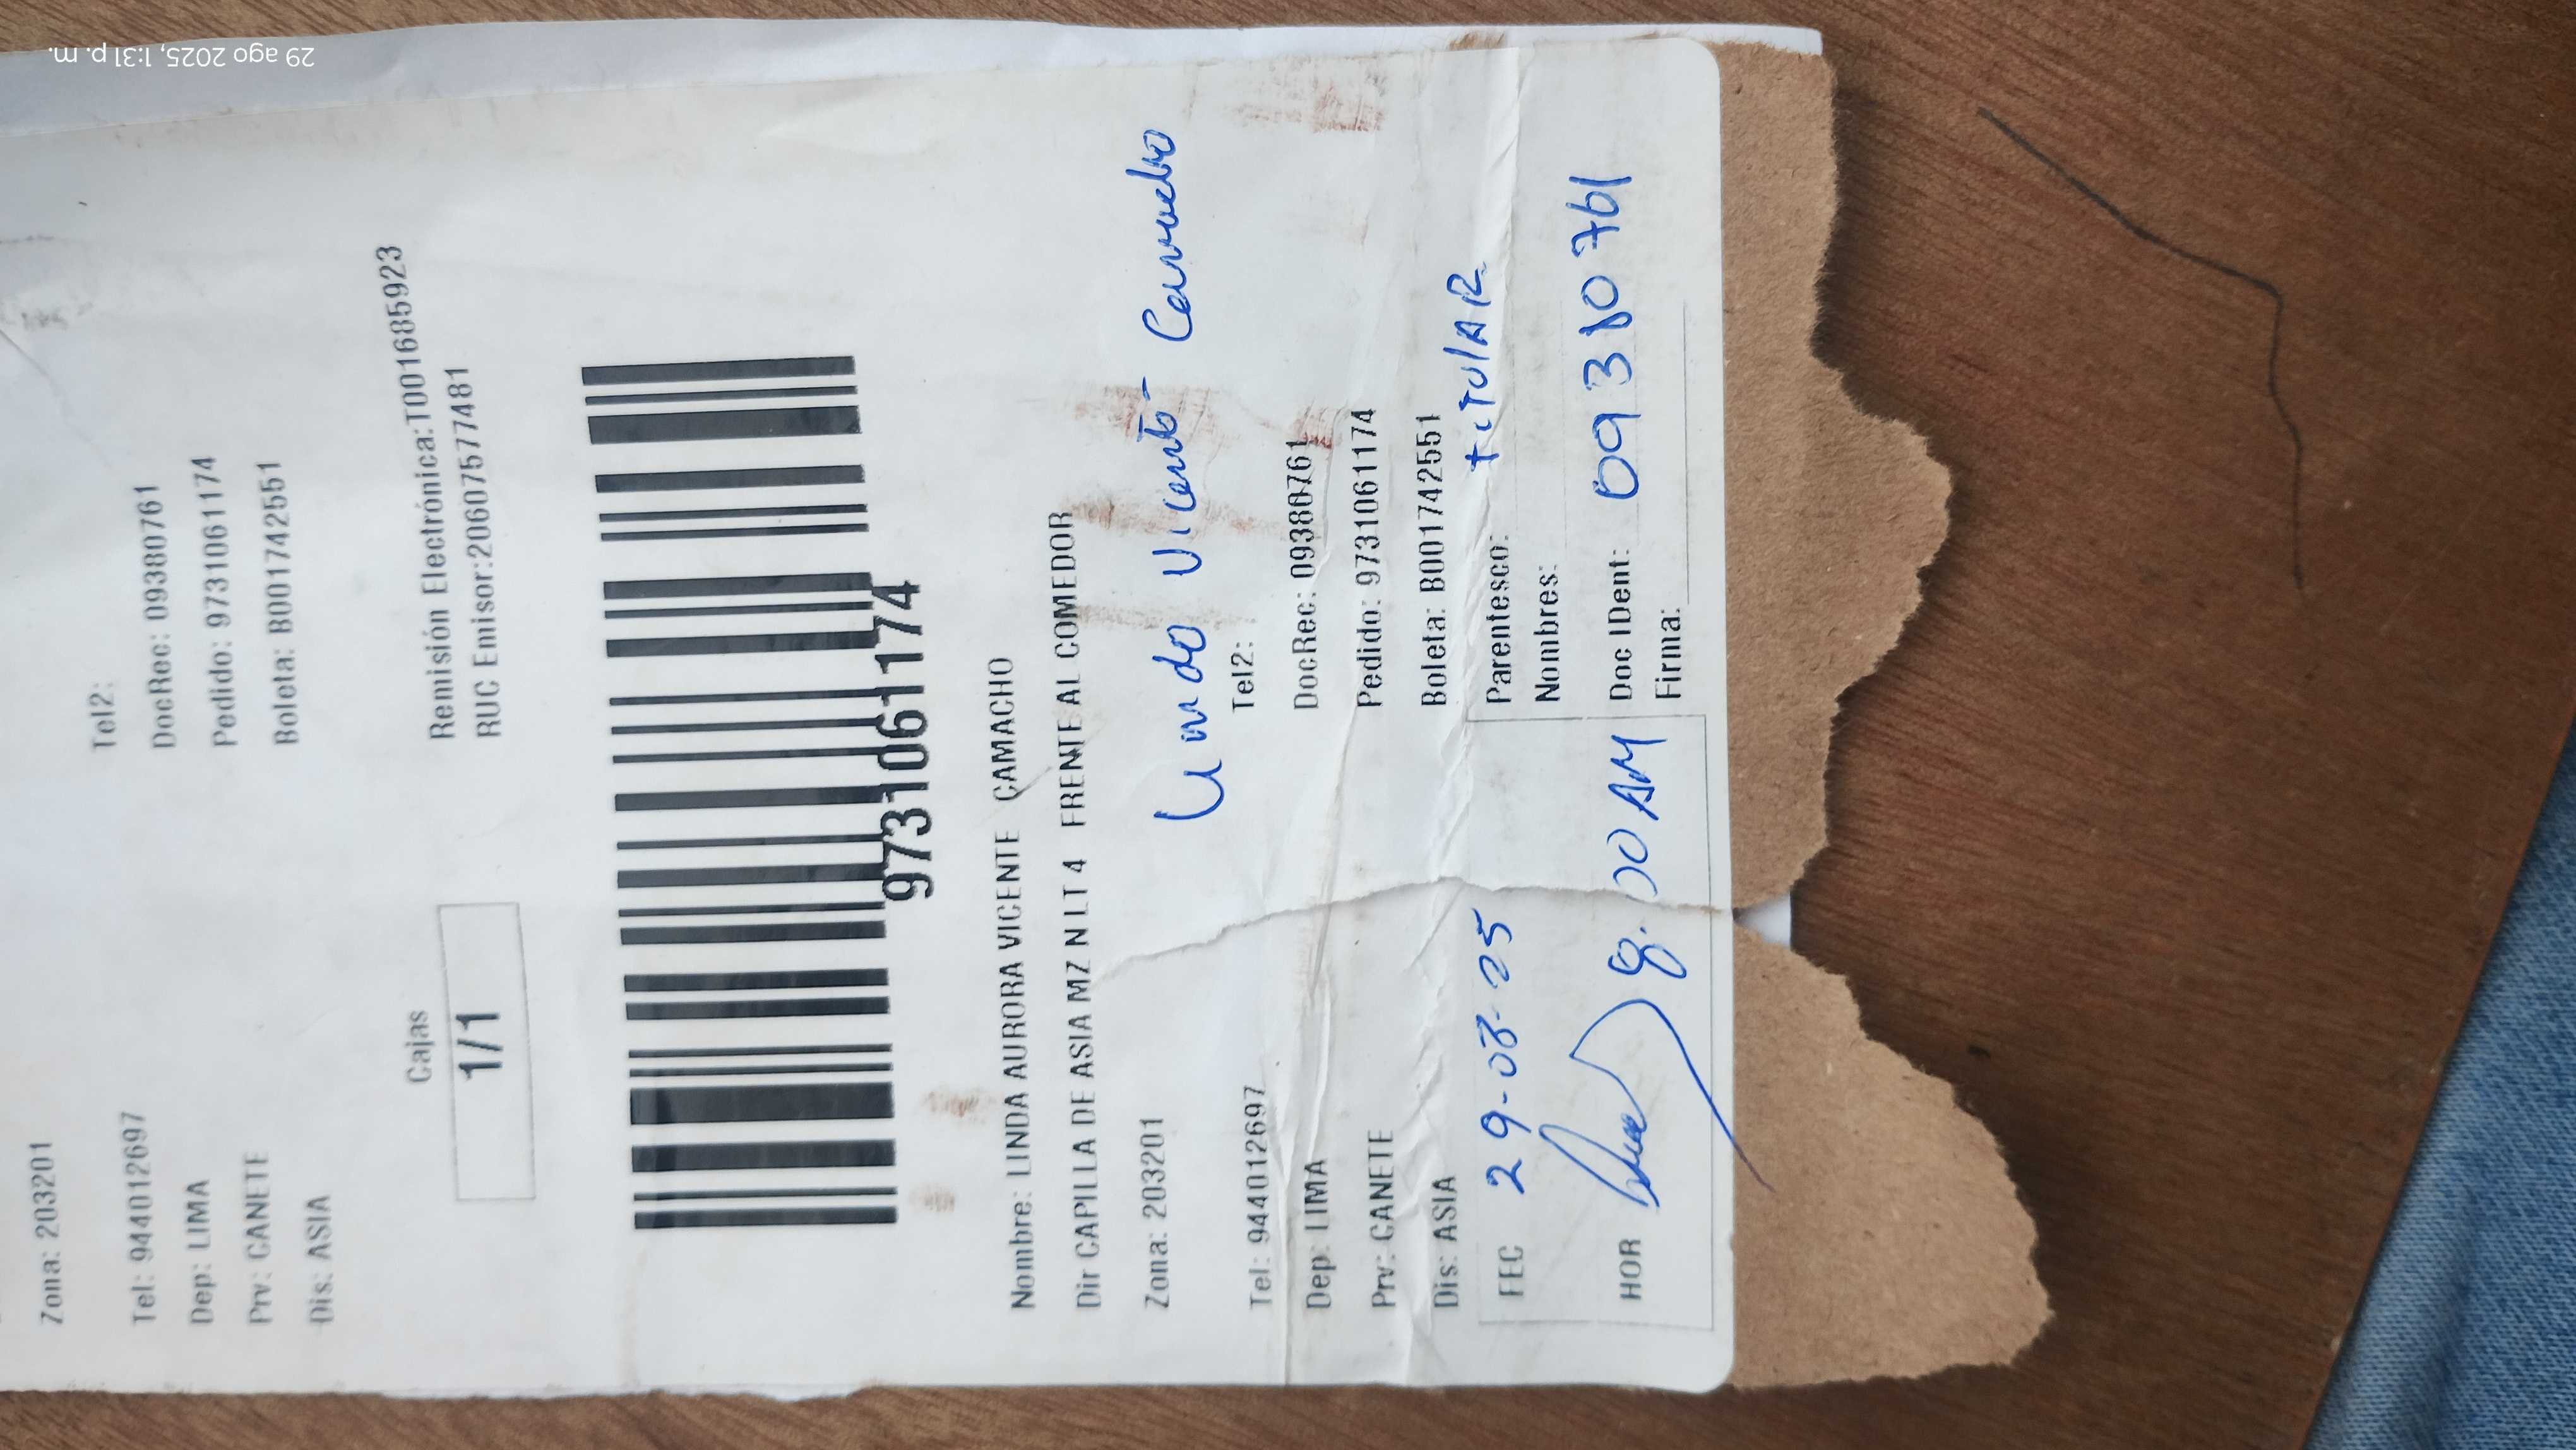 29 ago 2025, 1:31 p. m.
Zona: 203201
Tel: 944012697 Tel2:
Dep: LIMA DocRec: 09380761
Prv: CANETE Pedido: 97310611174
Dis: ASIA Boleta: B001742551
Cajas Remisión Electrónica:T001685923
1/1 RUC Emisor:20607577481
97310611174
Nombre: LINDA AURORA VICENTE CAMACHO
Dir CAPILLA DE ASIA MZ N LT 4 FRENTE AL COMEDOR
Zona: 203201
Tel: 944012697 Tel2:
Dep: LIMA DocRec: 09380761
Prv: CANETE Pedido: 97310611174
Dis: ASIA Boleta: B001742551
FEC 29-08-25 Parentesco: TiTulAR
Nombres:
HOR 8:00 AM Doc IDent: 09380761
Firma: